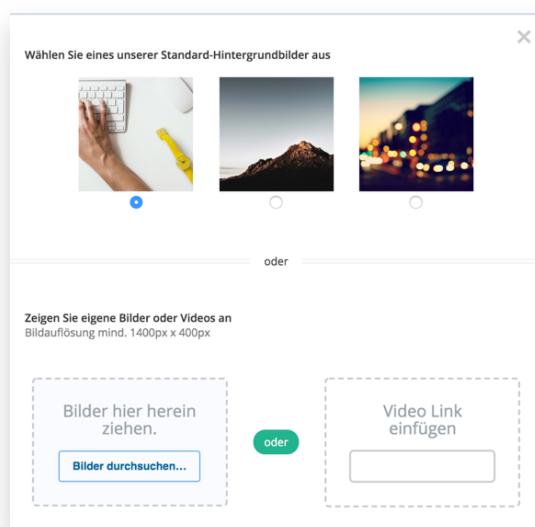 Wählen Sie eines unserer Standard-Hintergrundbilder aus
oder
Zeigen Sie eigene Bilder oder Videos an
Bildauflösung mind. 1400px x 400px
Bilder hier herein
ziehen.
Bilder durchsuchen...
oder
Video Link
einfügen